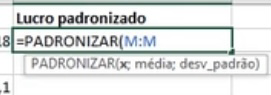 Lucro padronizado
18 =PADRONIZAR(M:M
PADRONIZAR(x; média; desv_padrão)
,1